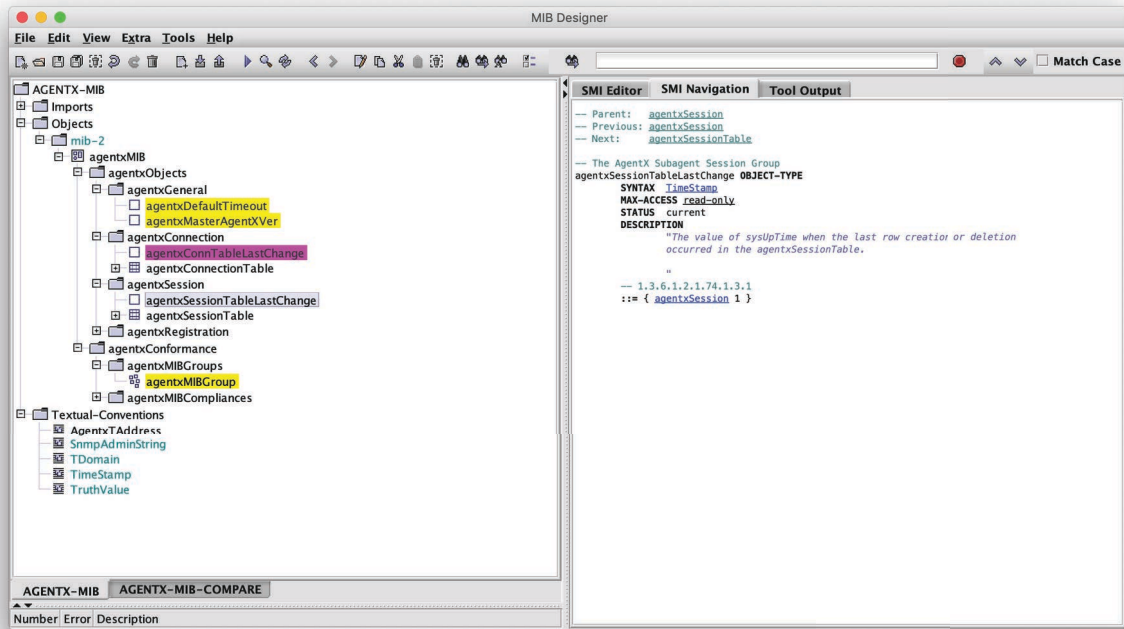 MIB Designer
File Edit View Extra Tools Help
Match Case
AGENTX-MIB
Imports
Objects
mib-2
agentxMIB
agentxObjects
agentxGeneral
agentxDefaultTimeout
agentxMasterAgentXVer
agentxConnection
agentxConnTableLastChange
agentxConnectionTable
agentxSession
agentxSessionTableLastChange
agentxSessionTable
agentxRegistration
agentxConformance
agentxMIBGroups
agentxMIBGroup
agentxMIBCompliances
Textual-Conventions
AgentxTAddress
SnmpAdminString
TDomain
TimeStamp
TruthValue
AGENTX-MIB AGENTX-MIB-COMPARE
Number Error Description
SMI Editor SMI Navigation Tool Output
-- Parent: agentxSession
-- Previous: agentxSession
-- Next: agentxSessionTable
-- The AgentX Subagent Session Group
agentxSessionTableLastChange OBJECT-TYPE
SYNTAX TimeStamp
MAX-ACCESS read-only
STATUS current
DESCRIPTION
"The value of sysUpTime when the last row creation or deletion
occurred in the agentxSessionTable.
"
-- 1.3.6.1.2.1.74.1.3.1
::= { agentxSession 1 }